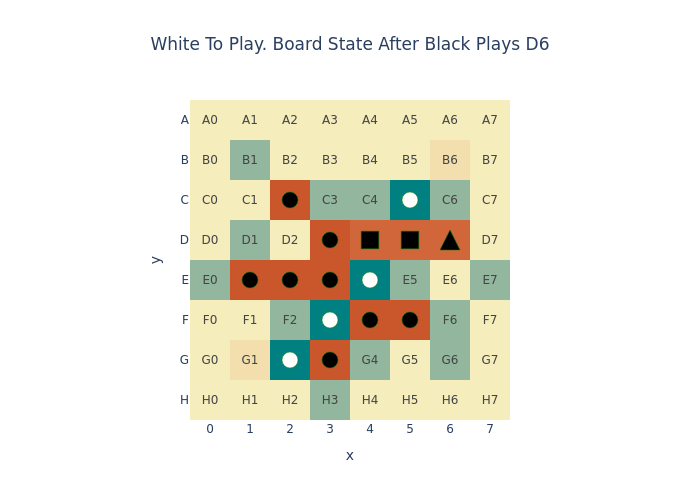 White To Play. Board State After Black Plays D6
A A0 A1 A2 A3 A4 A5 A6 A7
B B0 B1 B2 B3 B4 B5 B6 B7
C C0 C1 C3 C4 C6 C7
D D0 D1 D2 D7
E E0 E5 E6 E7
F F0 F1 F2 F6 F7
G G0 G1 G4 G5 G6 G7
H H0 H1 H2 H3 H4 H5 H6 H7
0 1 2 3 4 5 6 7
x
y